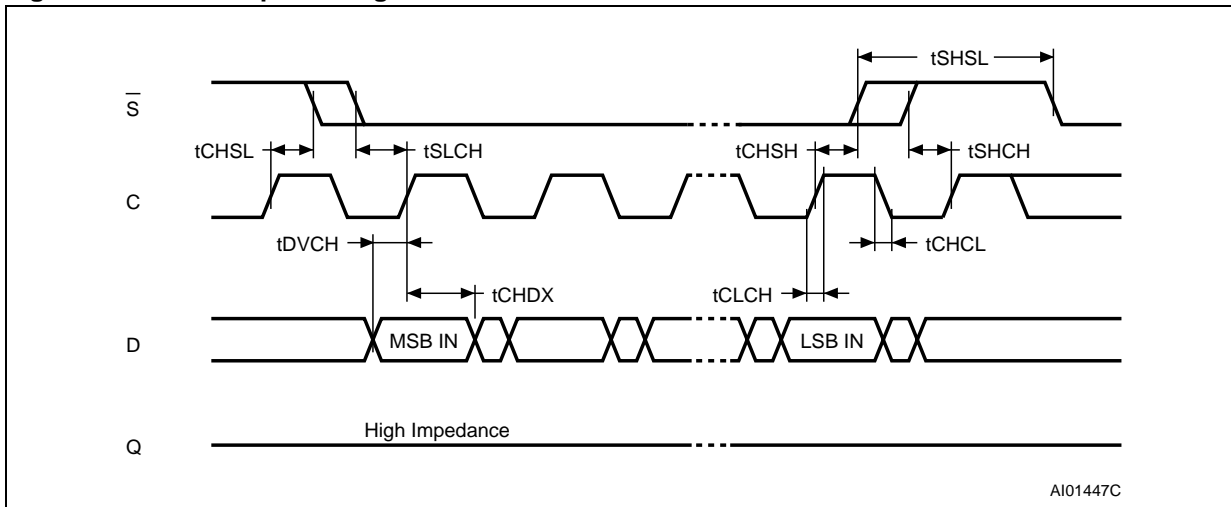 tSHSL
S
tCHSL
tSLCH
tCHSH
tSHCH
C
tDVCH
tCHCL
tCHDX
tCLCH
D
MSB IN
LSB IN
High Impedance
Q
AI01447C